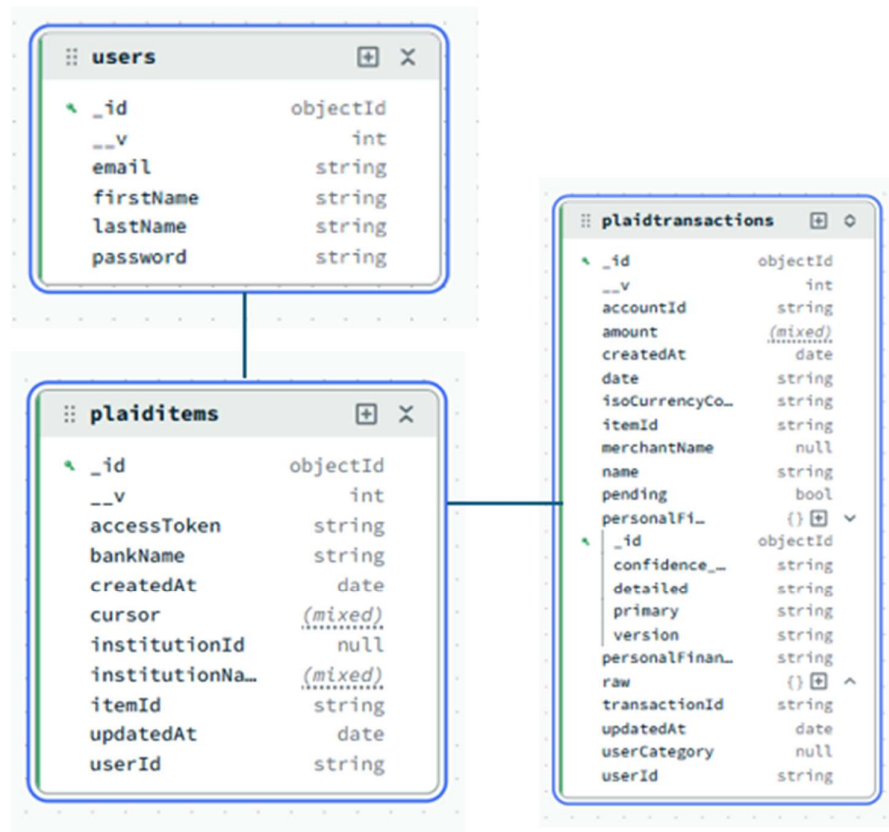 users
_id objectId
__v int
email string
firstName string
lastName string
password string
plaiditems
_id objectId
__v int
accessToken string
bankName string
createdAt date
cursor (mixed)
institutionId null
institutionNa… (mixed)
itemId string
updatedAt date
userId string
plaidtransactions
_id objectId
__v int
accountId string
amount (mixed)
createdAt date
date string
isoCurrencyCo… string
itemId string
merchantName null
name string
pending bool
personalFi… {}
_id objectId
confidence_… string
detailed string
primary string
version string
personalFinan… string
raw {}
transactionId string
updatedAt date
userCategory null
userId string